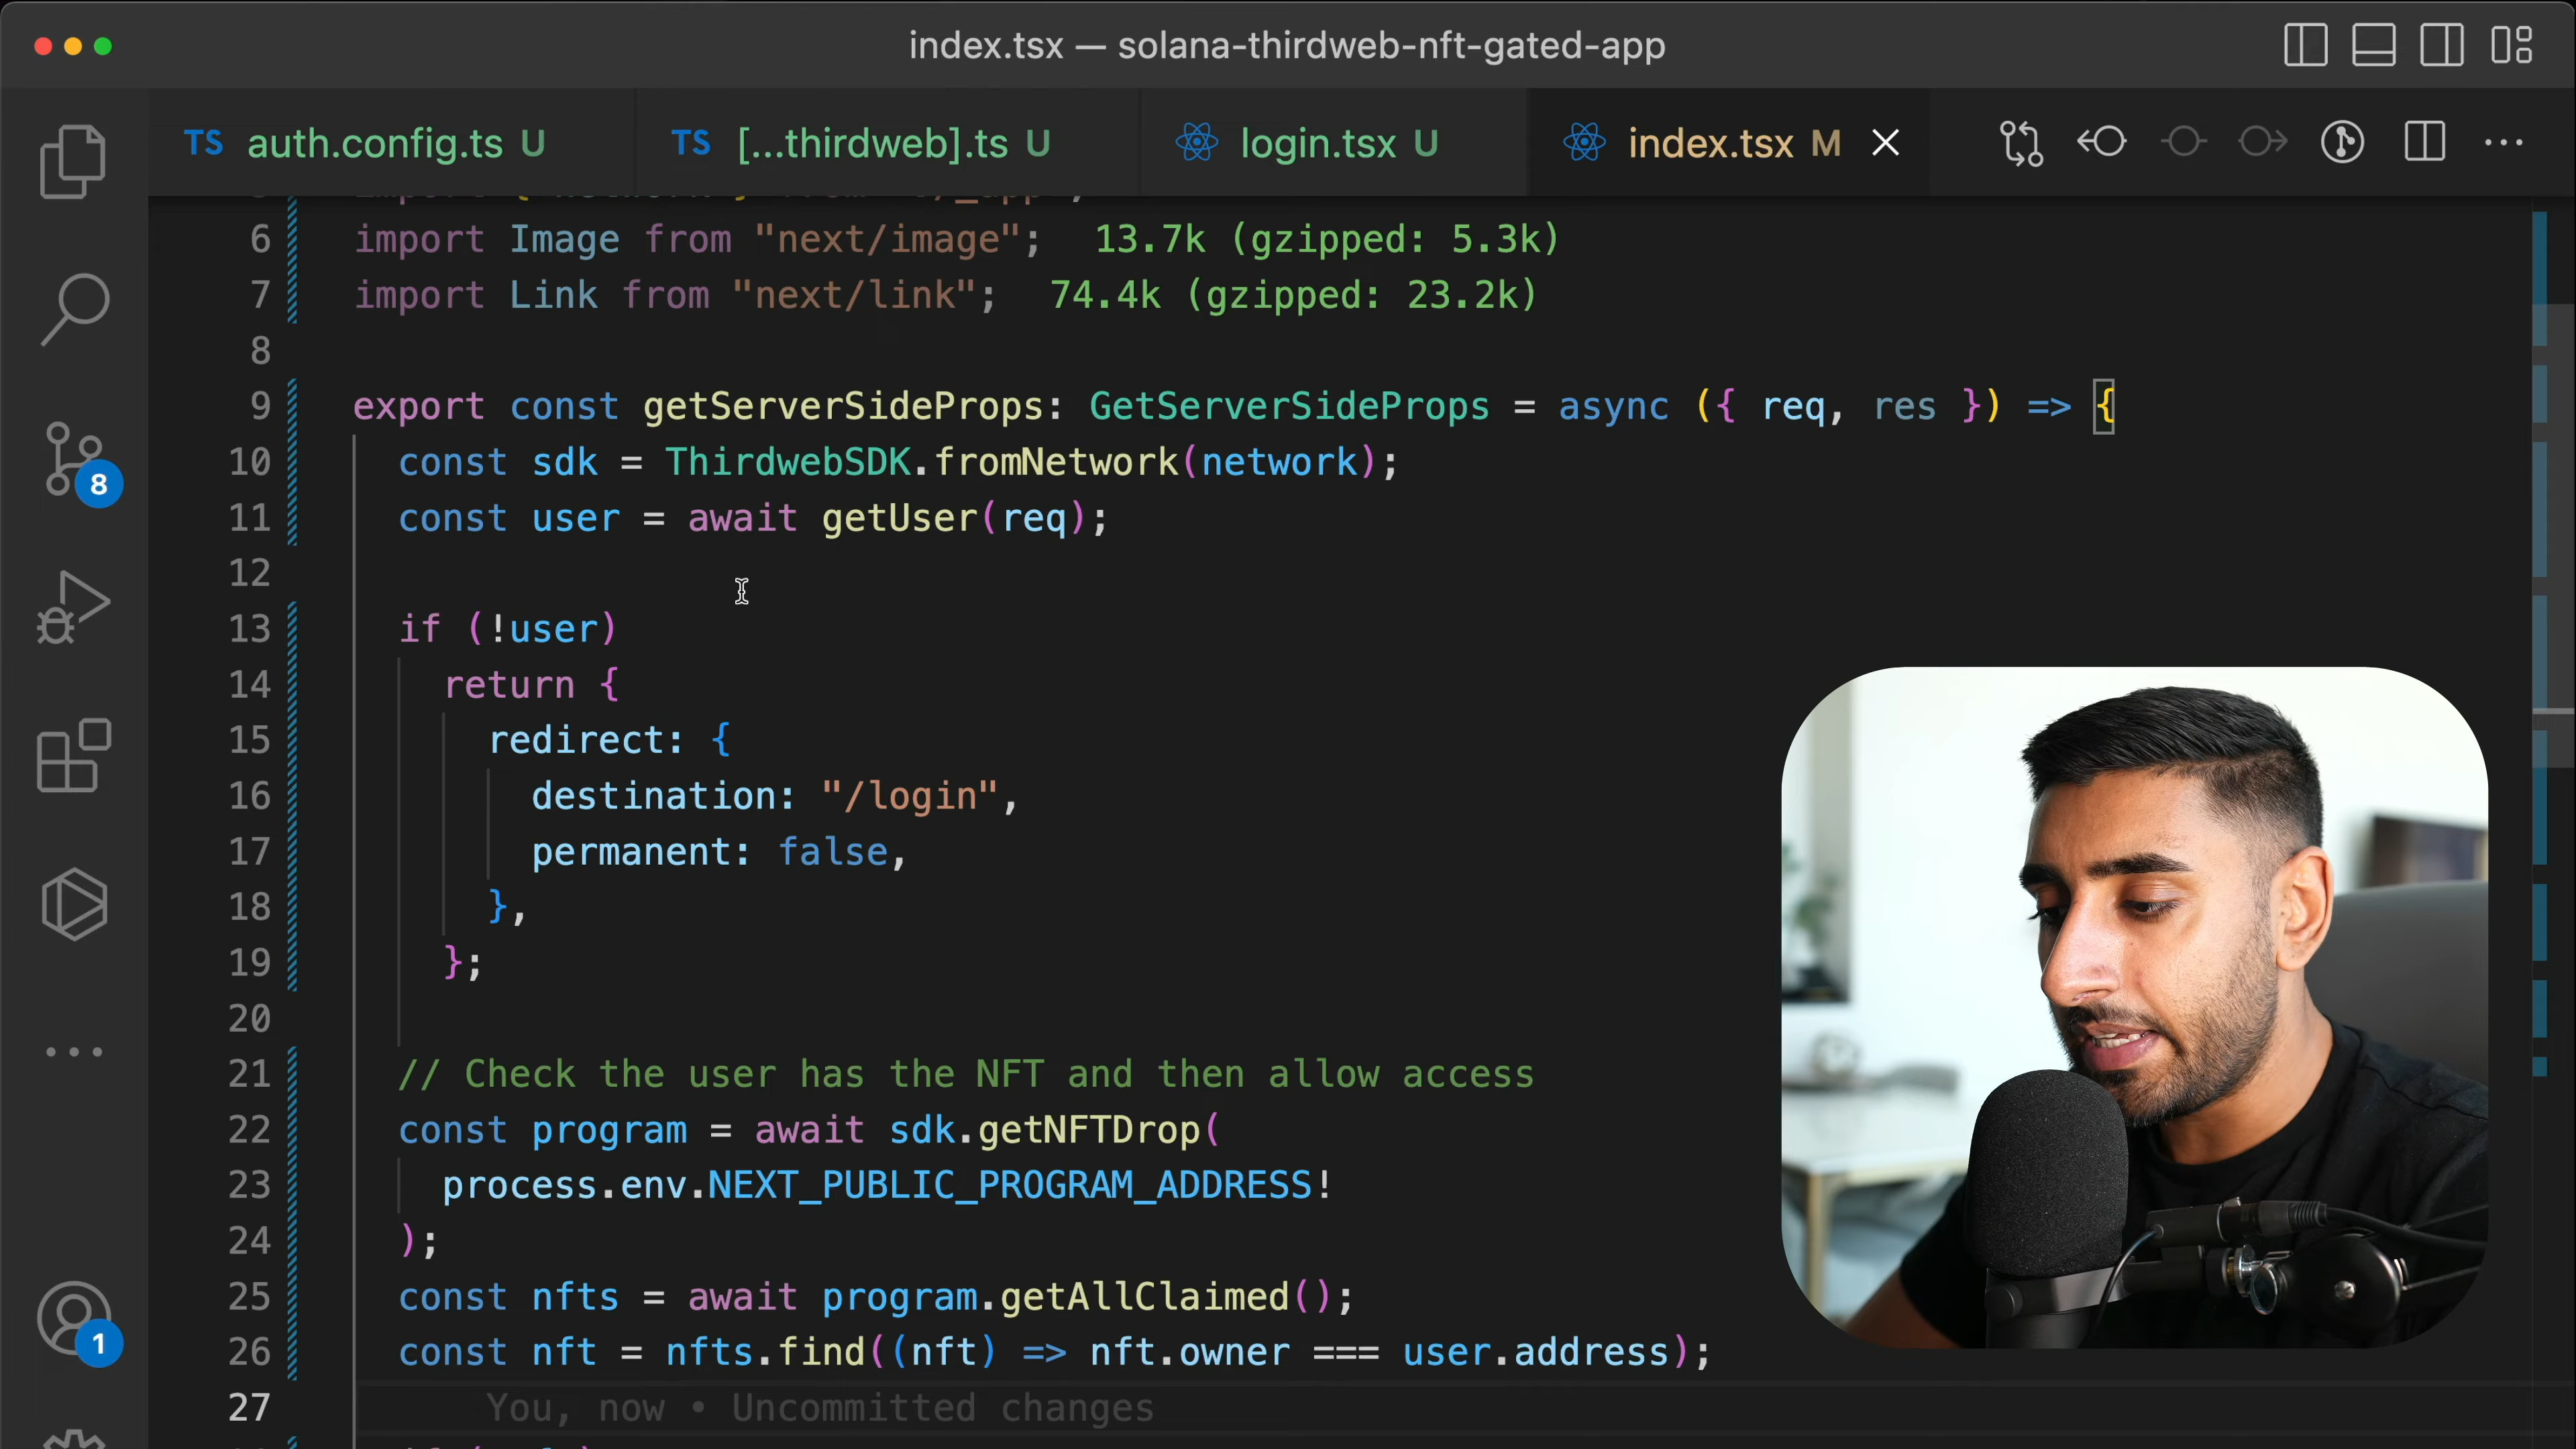 index.tsx — solana-thirdweb-nft-gated-app
TS auth.config.ts U
TS [...thirdweb].ts U
login.tsx U
index.tsx M
6 import Image from "next/image"; 13.7k (gzipped: 5.3k)
7 import Link from "next/link"; 74.4k (gzipped: 23.2k)
8
9 export const getServerSideProps: GetServerSideProps = async ({ req, res }) => {
10 const sdk = ThirdwebSDK.fromNetwork(network);
11 const user = await getUser(req);
12
13 if (!user)
14 return {
15 redirect: {
16 destination: "/login",
17 permanent: false,
18 },
19 };
20
21 // Check the user has the NFT and then allow access
22 const program = await sdk.getNFTDrop(
23 process.env.NEXT_PUBLIC_PROGRAM_ADDRESS!
24 );
25 const nfts = await program.getAllClaimed();
26 const nft = nfts.find((nft) => nft.owner === user.address);
27 You, now • Uncommitted changes
8
1